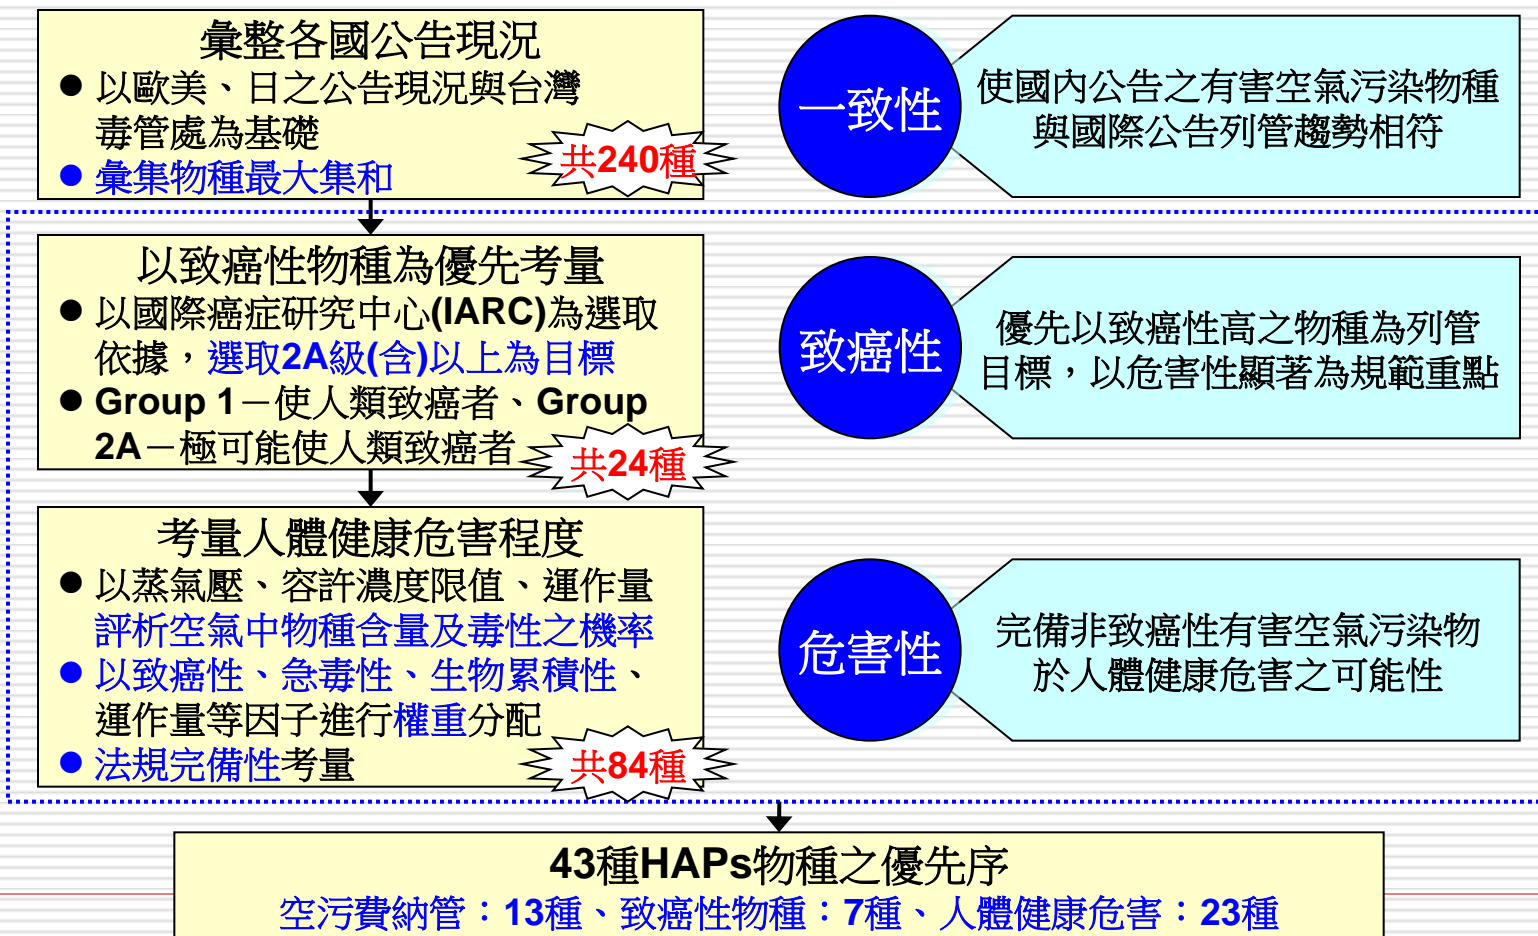 彙整各國公告現況
● 以歐美、日之公告現況與台灣
毒管處為基礎
● 彙集物種最大集和
共240種
一致性
使國內公告之有害空氣污染物種
與國際公告列管趨勢相符
以致癌性物種為優先考量
● 以國際癌症研究中心(IARC)為選取
依據，選取2A級(含)以上為目標
● Group 1－使人類致癌者、Group
2A－極可能使人類致癌者
共24種
致癌性
優先以致癌性高之物種為列管
目標，以危害性顯著為規範重點
考量人體健康危害程度
● 以蒸氣壓、容許濃度限值、運作量
評析空氣中物種含量及毒性之機率
● 以致癌性、急毒性、生物累積性、
運作量等因子進行權重分配
● 法規完備性考量
共84種
危害性
完備非致癌性有害空氣污染物
於人體健康危害之可能性
43種HAPs物種之優先序
空污費納管：13種、致癌性物種：7種、人體健康危害：23種